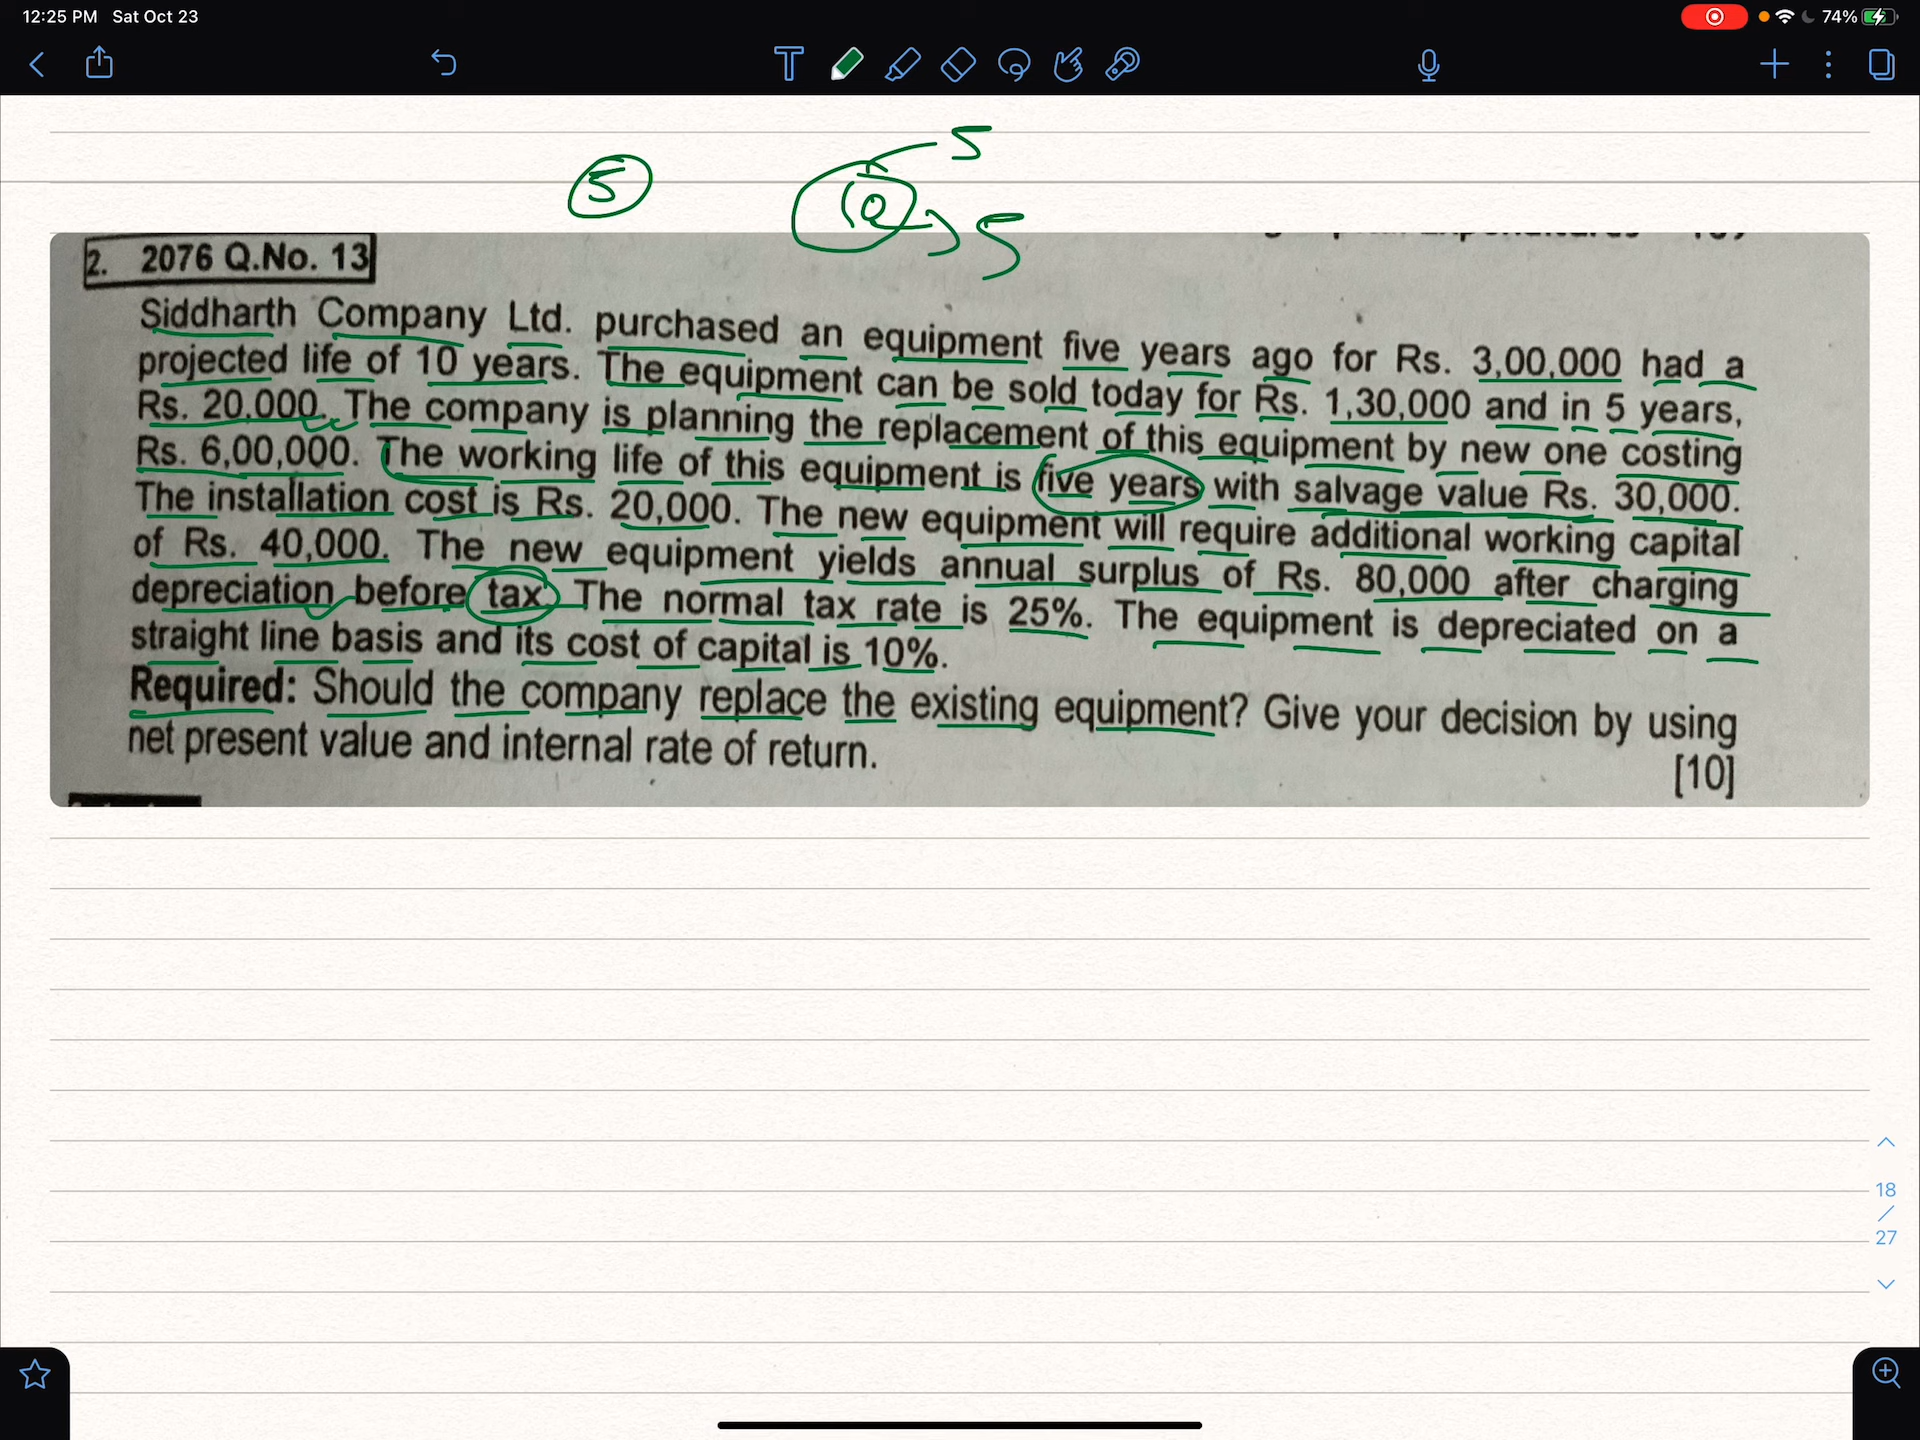 12:25 PM Sat Oct 23
74%
5
5
10
5
2. 2076 Q.No. 13
Siddharth Company Ltd. purchased an equipment five years ago for Rs. 3,00,000 had a
projected life of 10 years. The equipment can be sold today for Rs. 1,30,000 and in 5 years,
Rs. 20,000. The company is planning the replacement of this equipment by new one costing
Rs. 6,00,000. The working life of this equipment is five years with salvage value Rs. 30,000.
The installation cost is Rs. 20,000. The new equipment will require additional working capital
of Rs. 40,000. The new equipment yields annual surplus of Rs. 80,000 after charging
depreciation before tax. The normal tax rate is 25%. The equipment is depreciated on a
straight line basis and its cost of capital is 10%.
Required: Should the company replace the existing equipment? Give your decision by using
net present value and internal rate of return.
[10]
18
/
27